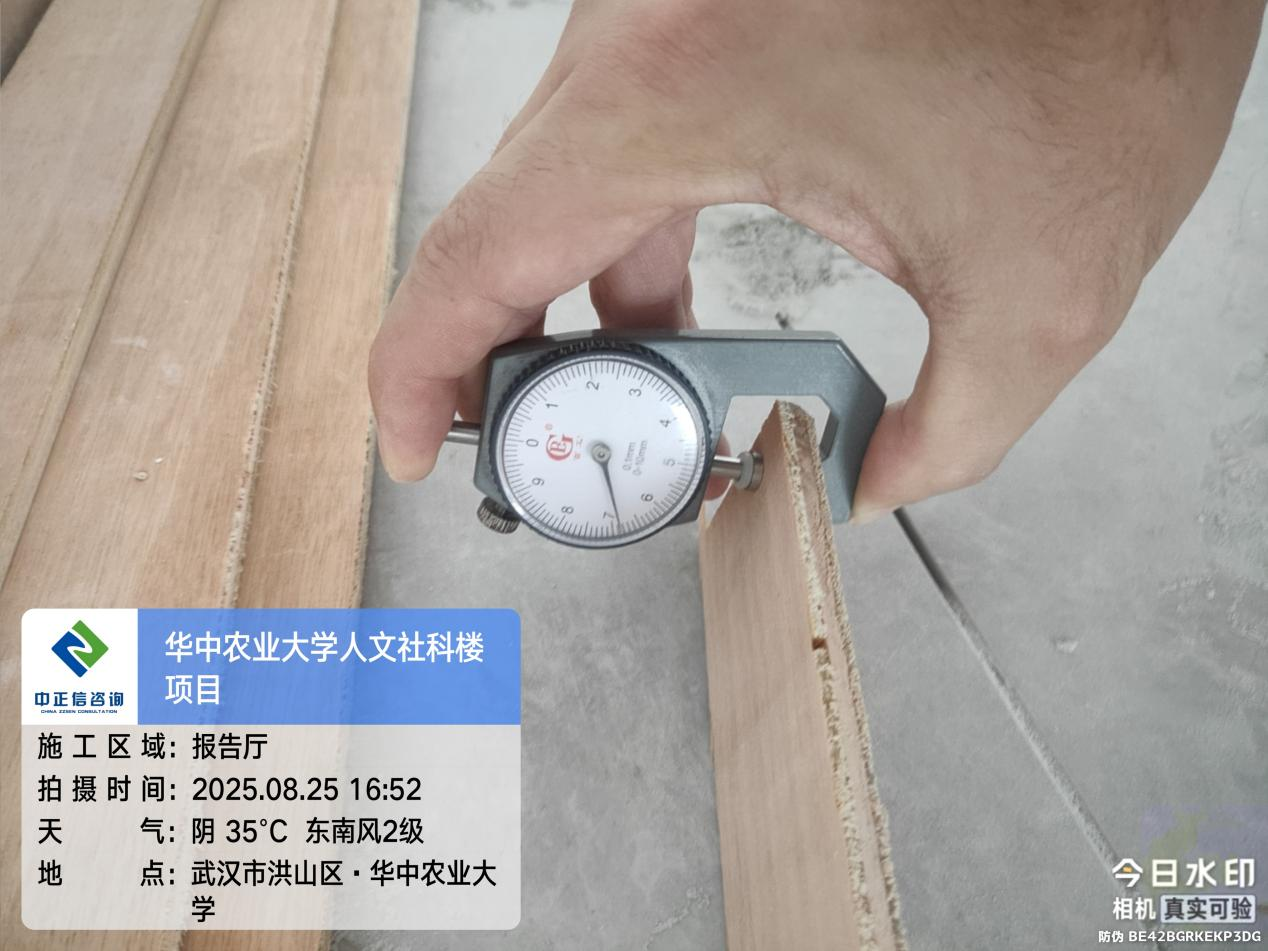 2
1
3
0
4
0.1mm
0-10mm
5
9
6
8
7
中正信咨询
CHINA ZZSEN CONSULTATION
华中农业大学人文社科楼
项目
施工区域：报告厅
拍摄时间：2025.08.25 16:52
天气：阴 35°C 东南风2级
地点：武汉市洪山区·华中农业大
学
今日水印
相机 真实可验
防伪 BE42BGRKEKP3DG